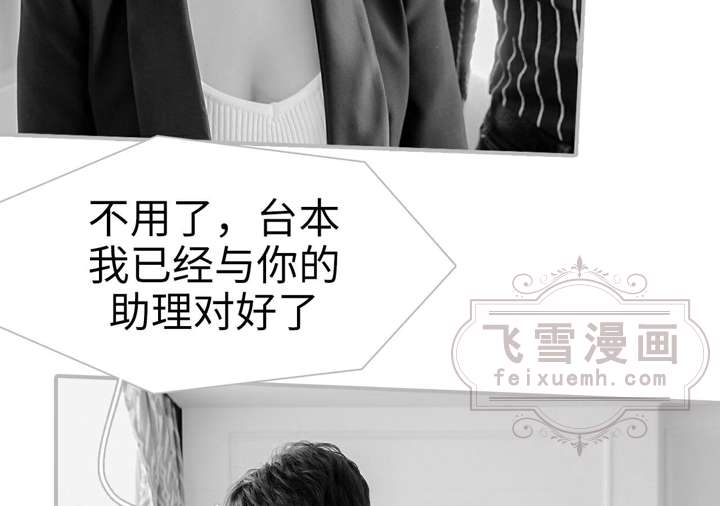 不用了，台本
我已经与你的
助理对好了
飞雪漫画
feixuemh.com